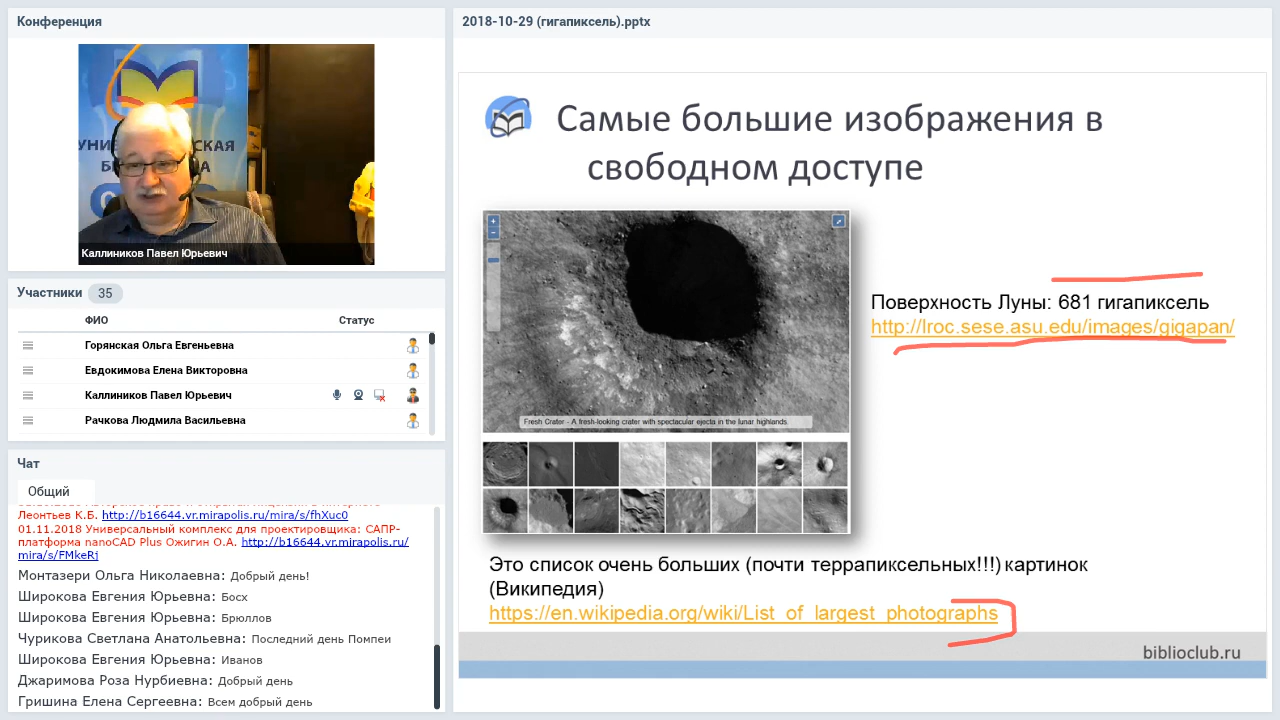 Конференция
Каллиников Павел Юрьевич
Участники 35
ФИО Статус
Горянская Ольга Евгеньевна
Евдокимова Елена Викторовна
Каллиников Павел Юрьевич
Рачкова Людмила Васильевна
Чат
Общий
Леонтьев К.Б. http://b16644.vr.mirapolis.ru/mira/s/fhXuc0
01.11.2018 Универсальный комплекс для проектировщика: САПР-
платформа nanoCAD Plus Ожигин О.А. http://b16644.vr.mirapolis.ru/
mira/s/FMkeRj
Монтазери Ольга Николаевна: Добрый день!
Широкова Евгения Юрьевна: Босх
Широкова Евгения Юрьевна: Брюллов
Чурикова Светлана Анатольевна: Последний день Помпеи
Широкова Евгения Юрьевна: Иванов
Джаримова Роза Нурбиевна: Добрый день
Гришина Елена Сергеевна: Всем добрый день
2018-10-29 (гигапиксель).pptx
Самые большие изображения в
свободном доступе
Fresh Crater - A fresh-looking crater with spectacular ejecta in the lunar highlands
Поверхность Луны: 681 гигапиксель
http://lroc.sese.asu.edu/images/gigapan/
Это список очень больших (почти террапиксельных!!!) картинок
(Википедия)
https://en.wikipedia.org/wiki/List_of_largest_photographs
biblioclub.ru